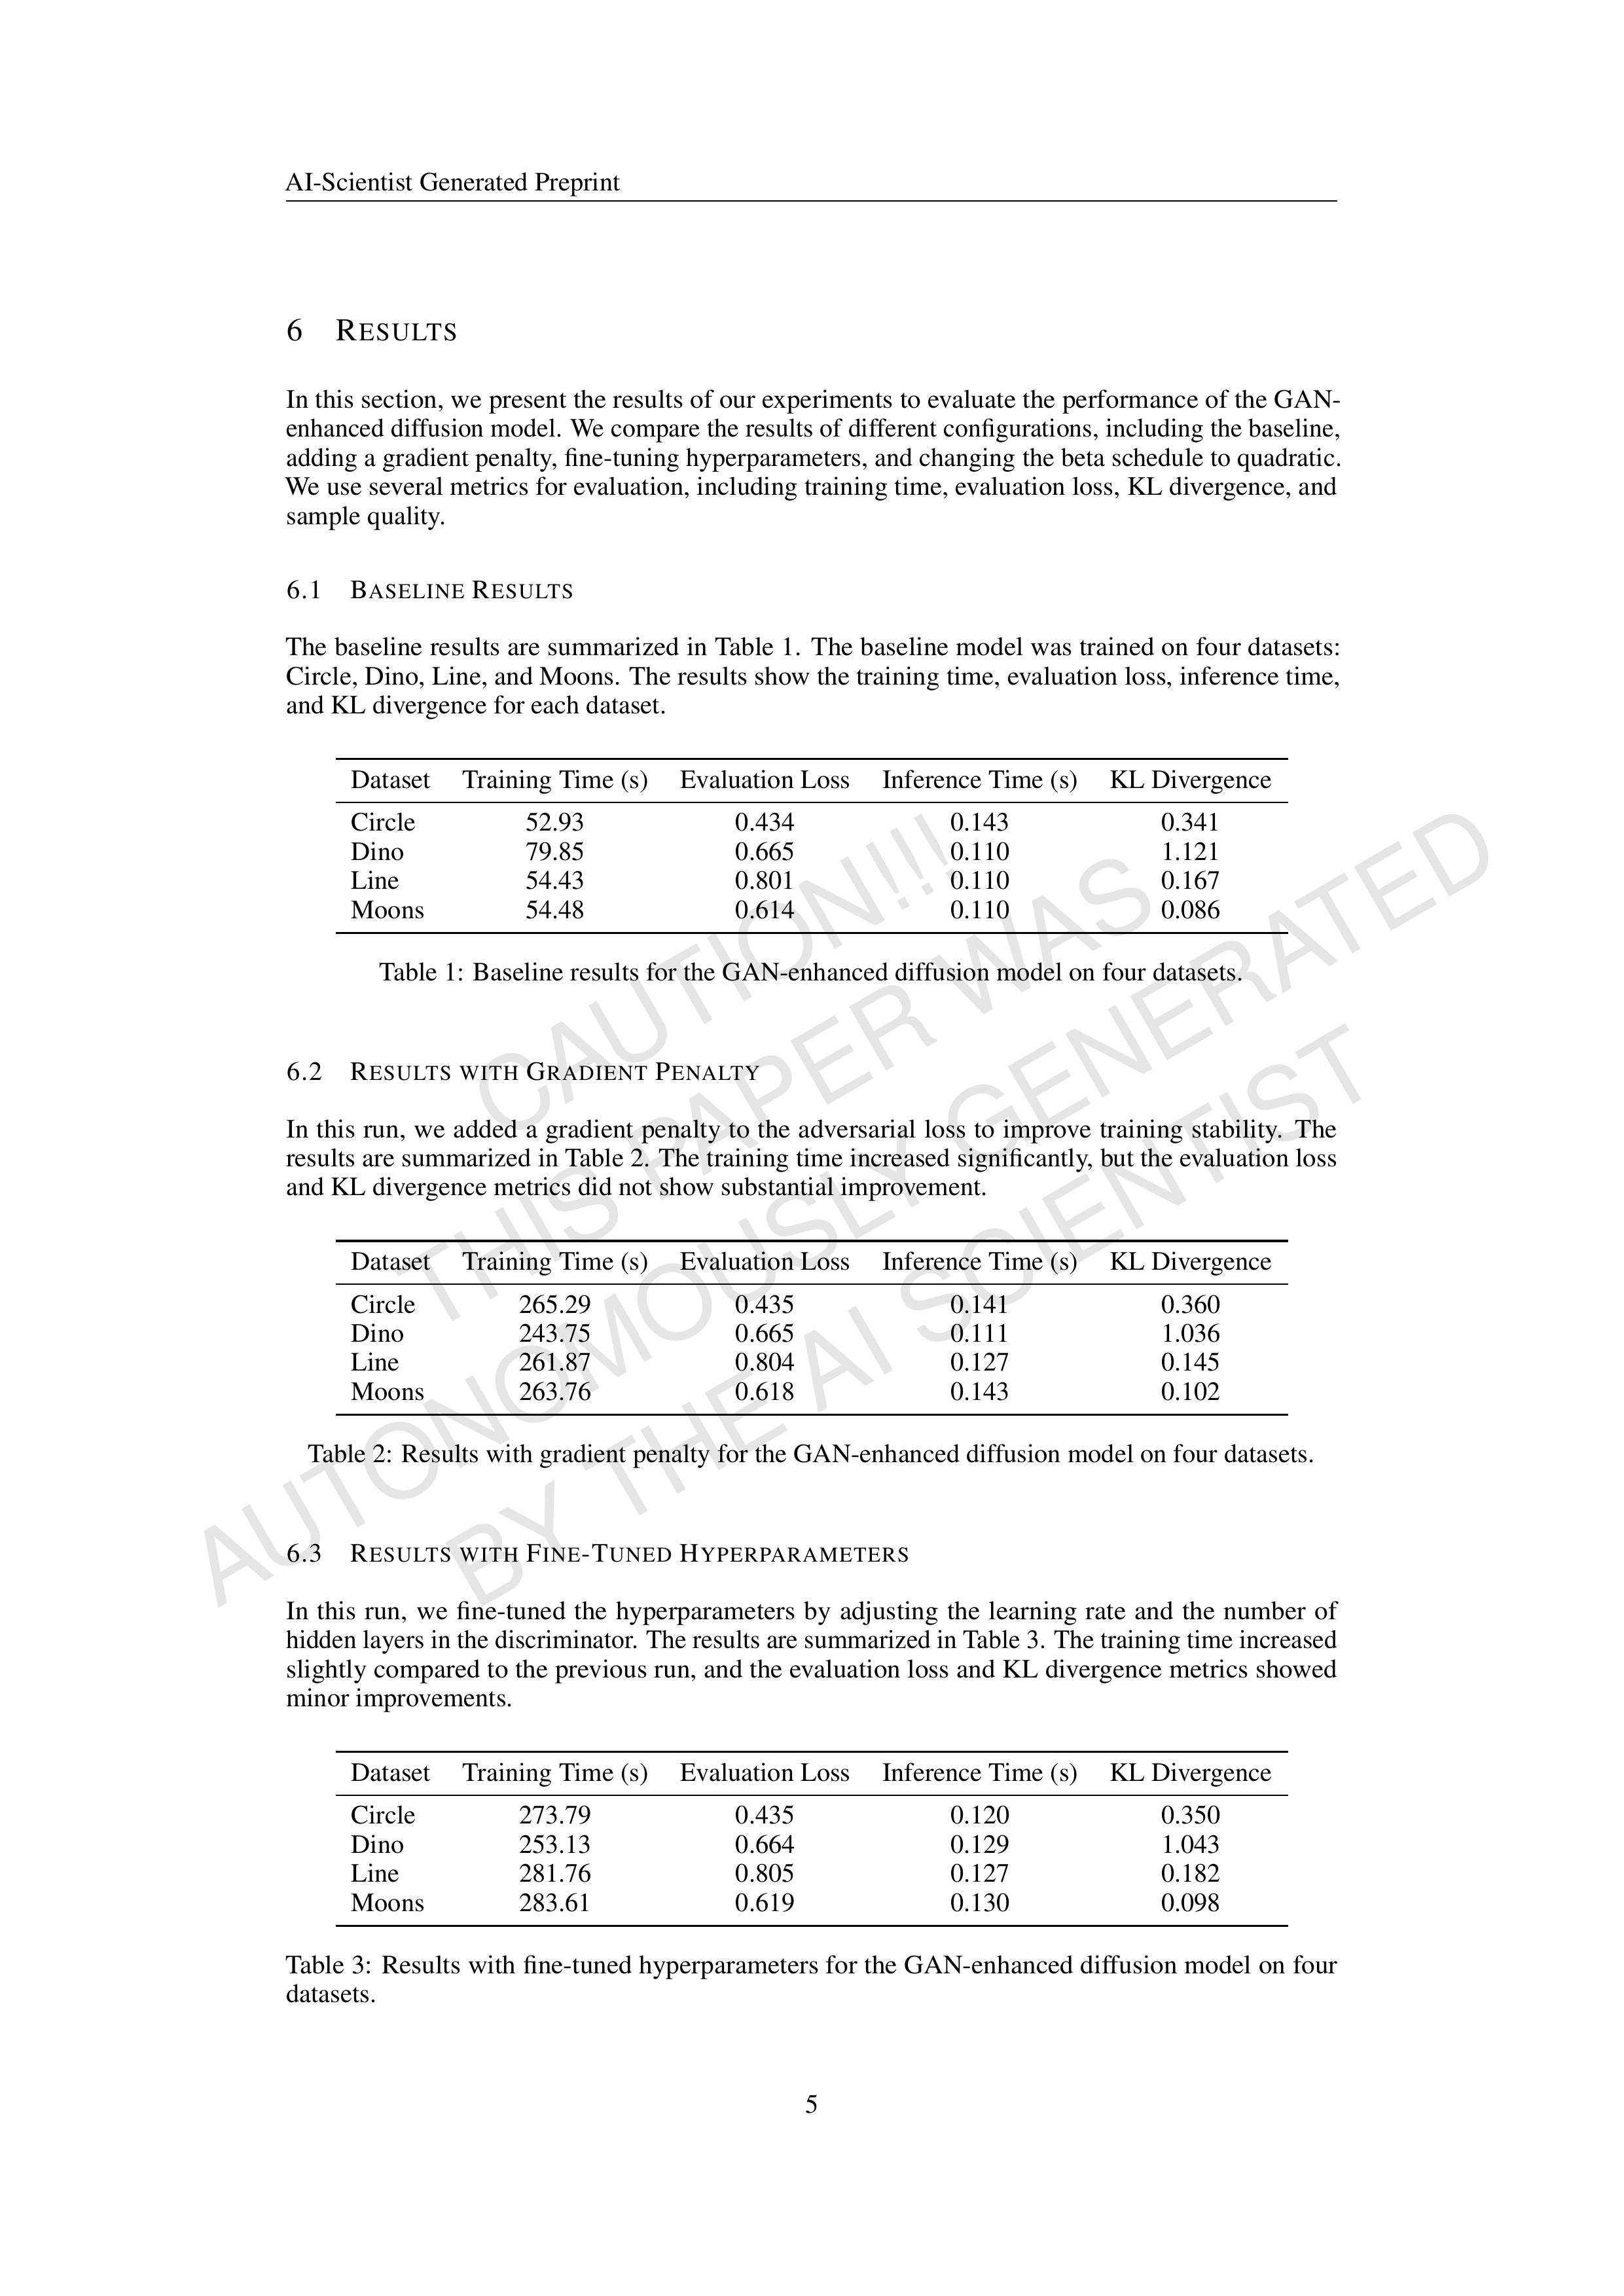 AI-Scientist Generated Preprint
6 RESULTS
In this section, we present the results of our experiments to evaluate the performance of the GAN-
enhanced diffusion model. We compare the results of different configurations, including the baseline,
adding a gradient penalty, fine-tuning hyperparameters, and changing the beta schedule to quadratic.
We use several metrics for evaluation, including training time, evaluation loss, KL divergence, and
sample quality.
6.1 BASELINE RESULTS
The baseline results are summarized in Table 1. The baseline model was trained on four datasets:
Circle, Dino, Line, and Moons. The results show the training time, evaluation loss, inference time,
and KL divergence for each dataset.
Dataset Training Time (s) Evaluation Loss Inference Time (s) KL Divergence
Circle 52.93 0.434 0.143 0.341
Dino 79.85 0.665 0.110 1.121
Line 54.43 0.801 0.110 0.167
Moons 54.48 0.614 0.110 0.086
Table 1: Baseline results for the GAN-enhanced diffusion model on four datasets.
6.2 RESULTS WITH GRADIENT PENALTY
In this run, we added a gradient penalty to the adversarial loss to improve training stability. The
results are summarized in Table 2. The training time increased significantly, but the evaluation loss
and KL divergence metrics did not show substantial improvement.
Dataset Training Time (s) Evaluation Loss Inference Time (s) KL Divergence
Circle 265.29 0.435 0.141 0.360
Dino 243.75 0.665 0.111 1.036
Line 261.87 0.804 0.127 0.145
Moons 263.76 0.618 0.143 0.102
Table 2: Results with gradient penalty for the GAN-enhanced diffusion model on four datasets.
6.3 RESULTS WITH FINE-TUNED HYPERPARAMETERS
In this run, we fine-tuned the hyperparameters by adjusting the learning rate and the number of
hidden layers in the discriminator. The results are summarized in Table 3. The training time increased
slightly compared to the previous run, and the evaluation loss and KL divergence metrics showed
minor improvements.
Dataset Training Time (s) Evaluation Loss Inference Time (s) KL Divergence
Circle 273.79 0.435 0.120 0.350
Dino 253.13 0.664 0.129 1.043
Line 281.76 0.805 0.127 0.182
Moons 283.61 0.619 0.130 0.098
Table 3: Results with fine-tuned hyperparameters for the GAN-enhanced diffusion model on four
datasets.
5
CAUTION!!!
THIS PAPER WAS
AUTONOMOUSLY GENERATED
BY THE AI SCIENTIST